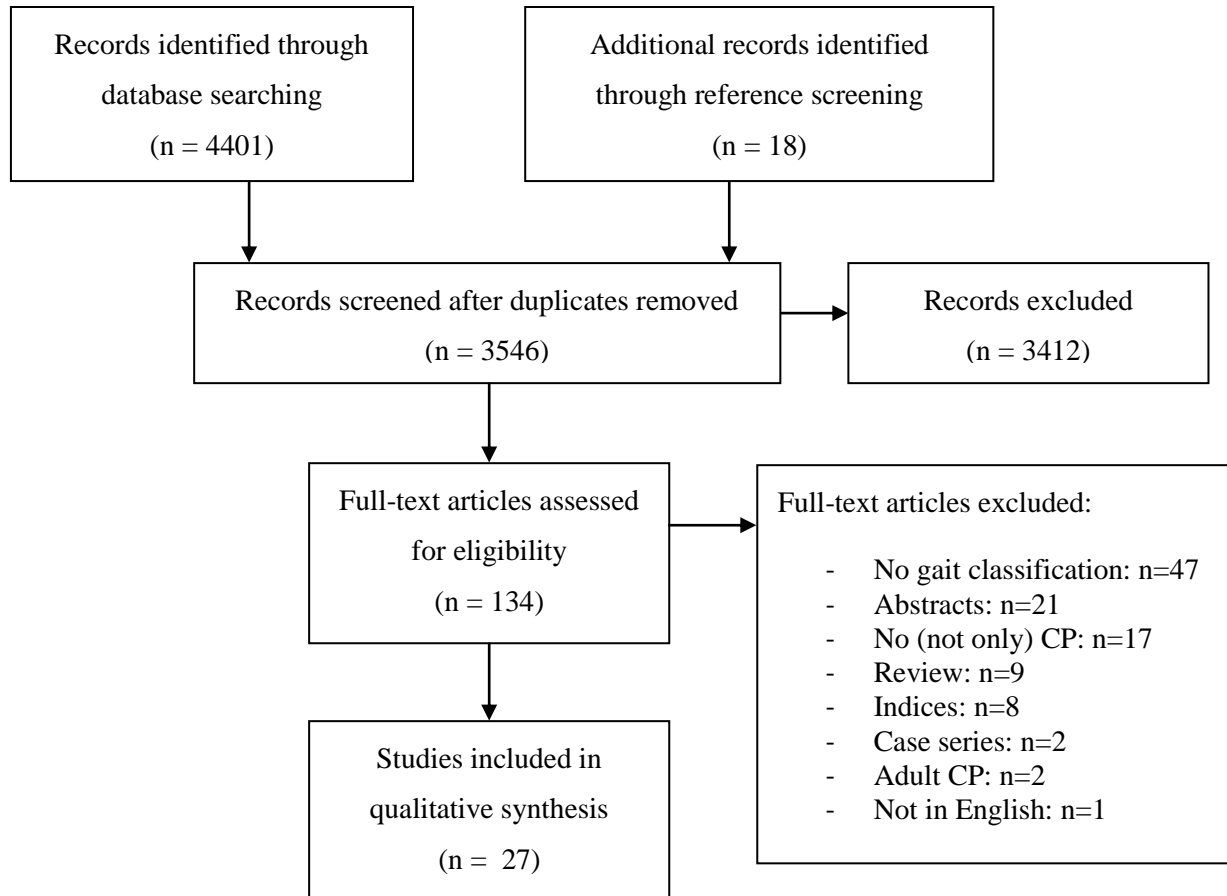 Records identified through
database searching
(n = 4401)
Additional records identified
through reference screening
(n = 18)
Records screened after duplicates removed
(n = 3546)
Records excluded
(n = 3412)
Full-text articles assessed
for eligibility
(n = 134)
Full-text articles excluded:
- No gait classification: n=47
- Abstracts: n=21
- No (not only) CP: n=17
- Review: n=9
- Indices: n=8
- Case series: n=2
- Adult CP: n=2
- Not in English: n=1
Studies included in
qualitative synthesis
(n = 27)